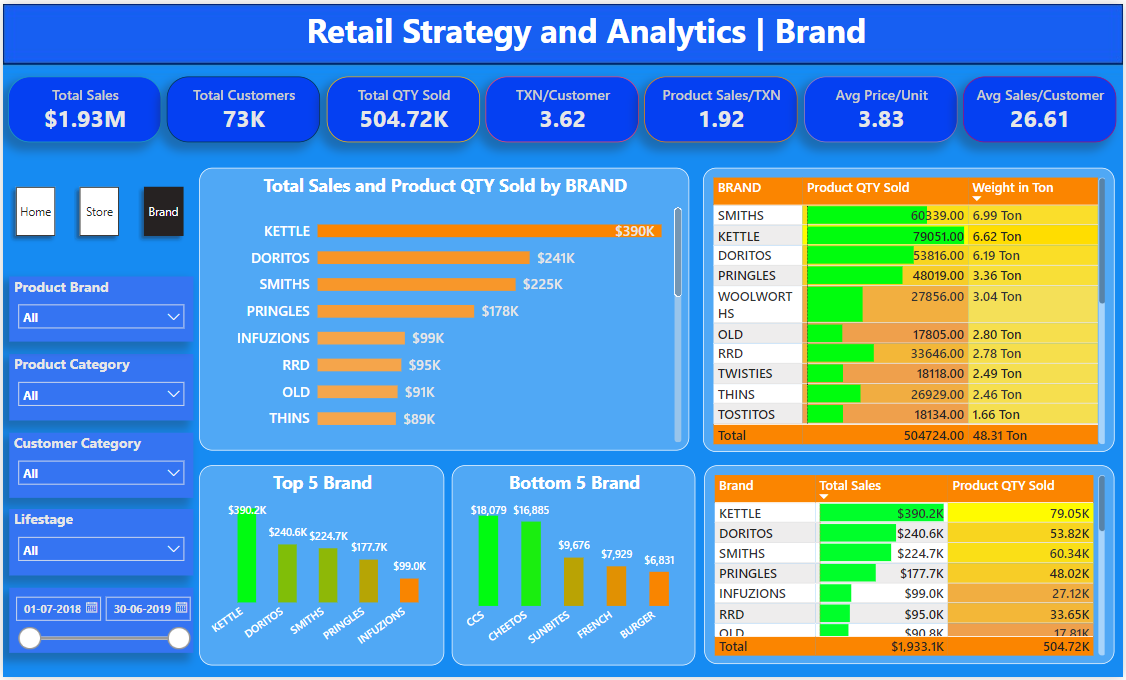 Retail Strategy and Analytics | Brand
Total Sales
$1.93M
Total Customers
73K
Total QTY Sold
504.72K
TXN/Customer
3.62
Product Sales/TXN
1.92
Avg Price/Unit
3.83
Avg Sales/Customer
26.61
Home
Store
Brand
Product Brand
All
Product Category
All
Customer Category
All
Lifestage
All
01-07-2018 30-06-2019
Total Sales and Product QTY Sold by BRAND
KETTLE $390K
DORITOS $241K
SMITHS $225K
PRINGLES $178K
INFUZIONS $99K
RRD $95K
OLD $91K
THINS $89K
BRAND Product QTY Sold Weight in Ton
SMITHS 60339.00 6.99 Ton
KETTLE 79051.00 6.62 Ton
DORITOS 53816.00 6.19 Ton
PRINGLES 48019.00 3.36 Ton
WOOLWORT 27856.00 3.04 Ton
HS
OLD 17805.00 2.80 Ton
RRD 33646.00 2.78 Ton
TWISTIES 18118.00 2.49 Ton
THINS 26929.00 2.46 Ton
TOSTITOS 18134.00 1.66 Ton
Total 504724.00 48.31 Ton
Top 5 Brand
$390.2K
$240.6K
$224.7K
$177.7K
$99.0K
KETTLE
DORITOS
SMITHS
PRINGLES
INFUZIONS
Bottom 5 Brand
$18,079
$16,885
$9,676
$7,929
$6,831
CCS
CHEETOS
SUNBITES
FRENCH
BURGER
Brand Total Sales Product QTY Sold
KETTLE $390.2K 79.05K
DORITOS $240.6K 53.82K
SMITHS $224.7K 60.34K
PRINGLES $177.7K 48.02K
INFUZIONS $99.0K 27.12K
RRD $95.0K 33.65K
OLD $90.8K 17.81K
Total $1,933.1K 504.72K